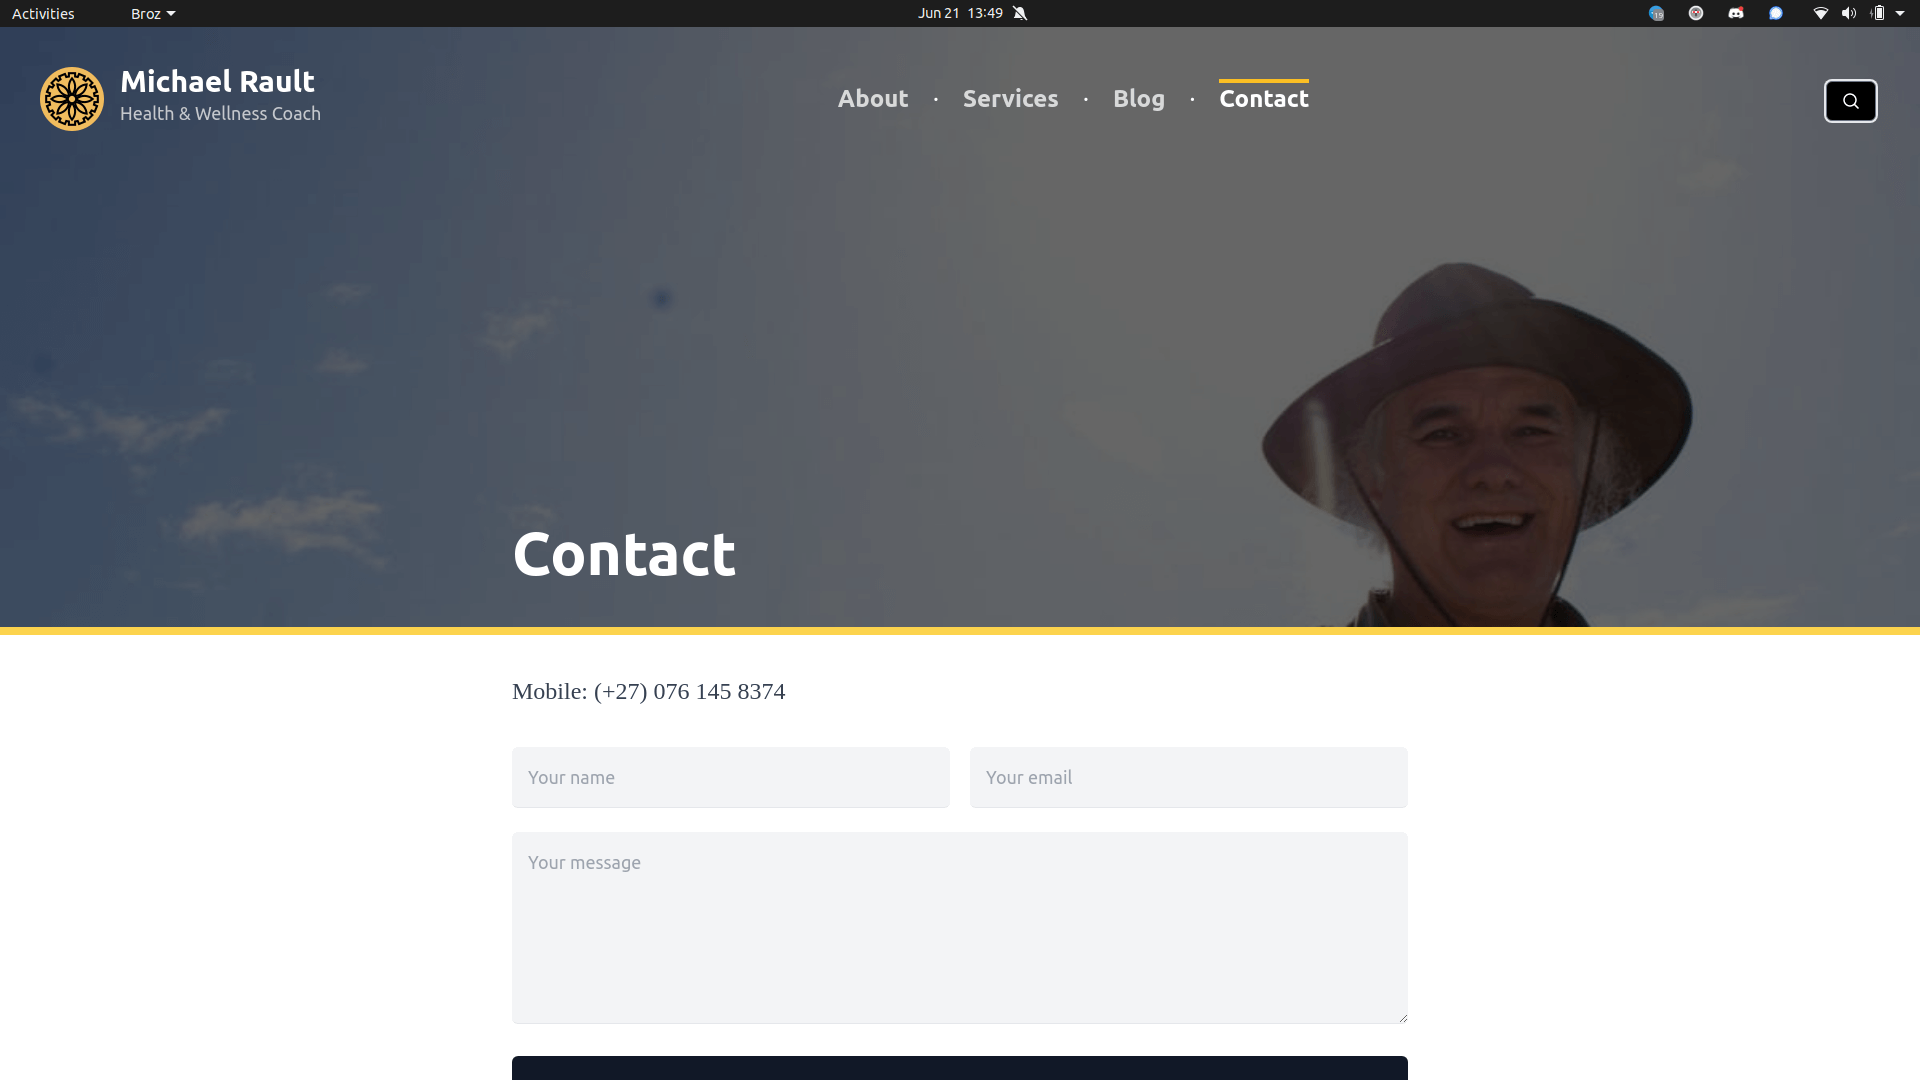 Activities
Broz
Jun 21 13:49
19
Michael Rault
Health & Wellness Coach
About · Services · Blog · Contact
Contact
Mobile: (+27) 076 145 8374
Your name
Your email
Your message